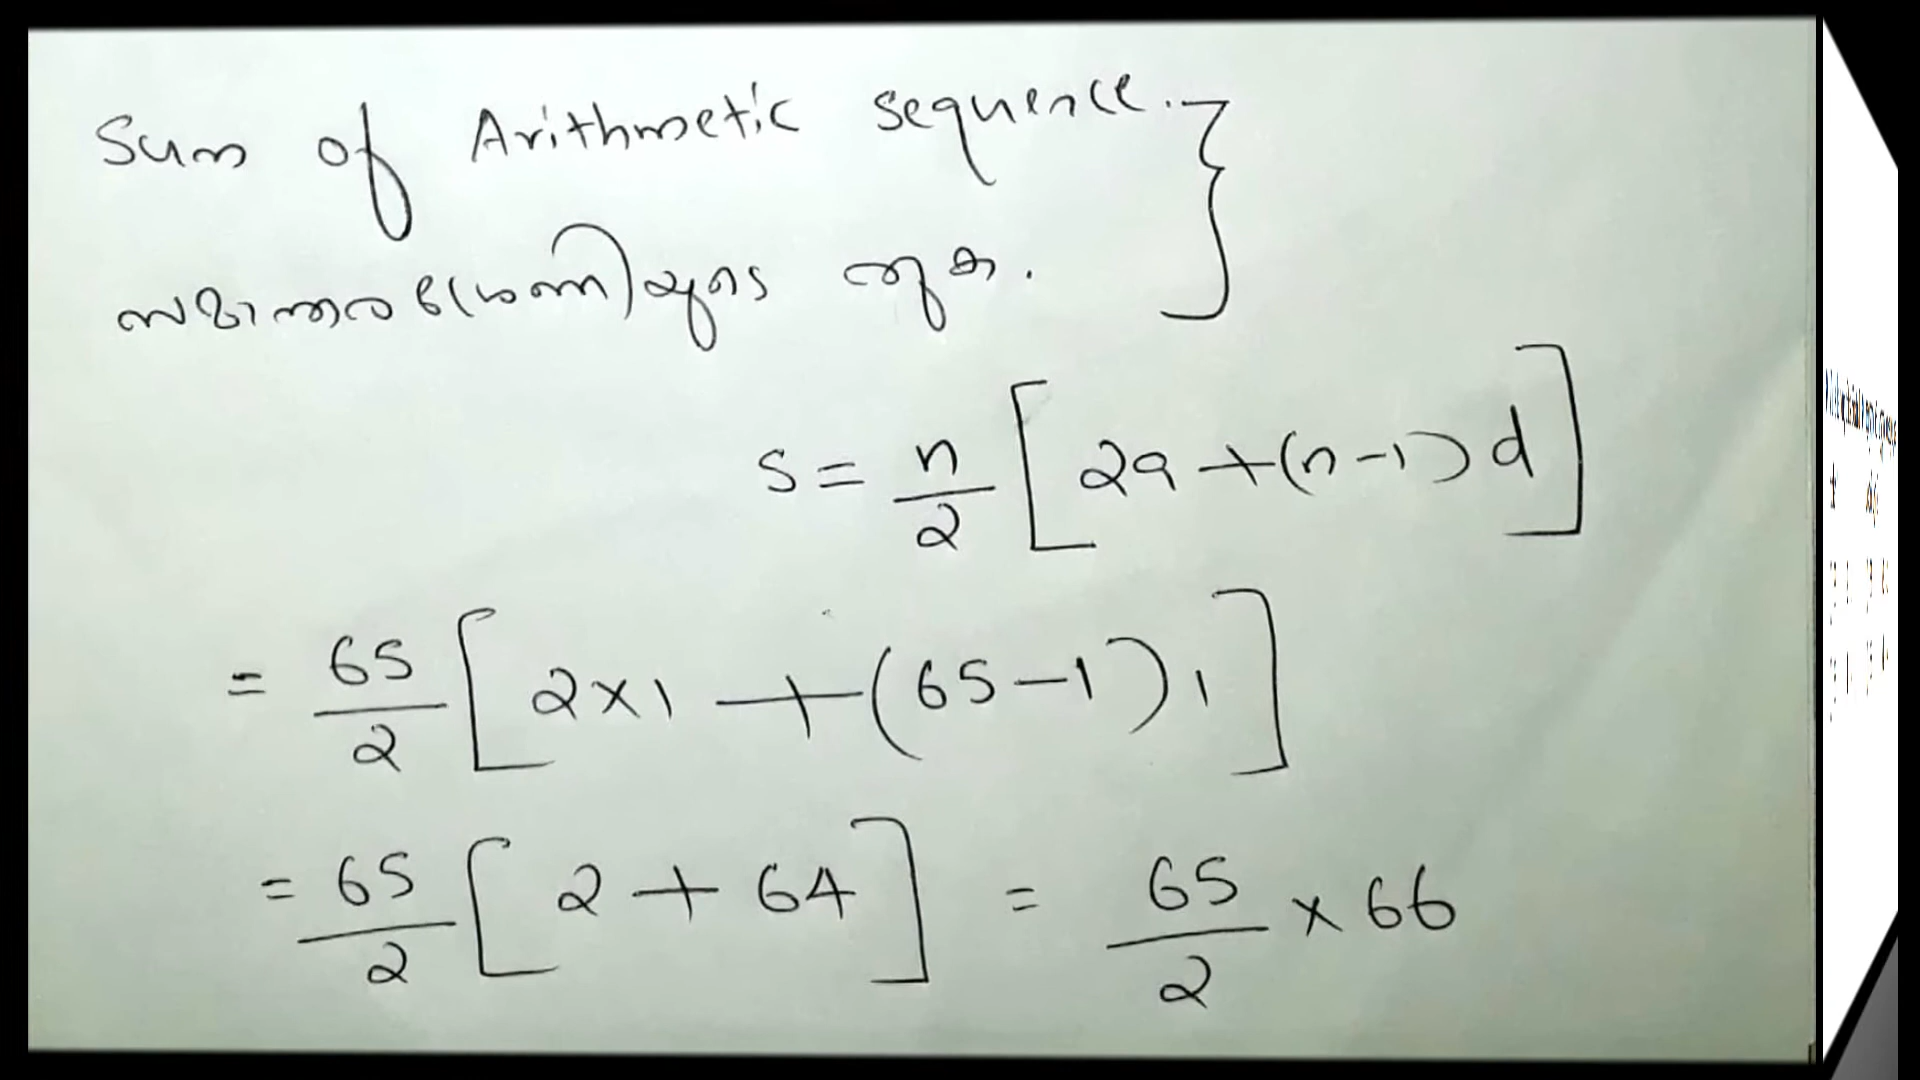 Sum of Arithmetic sequence.
സമാന്തരശ്രേണിയുടെ തുക.
S = n/2 [2a+(n-1)d]
= 65/2 [2×1 + (65-1)1]
= 65/2 [2+64] = 65/2 × 66